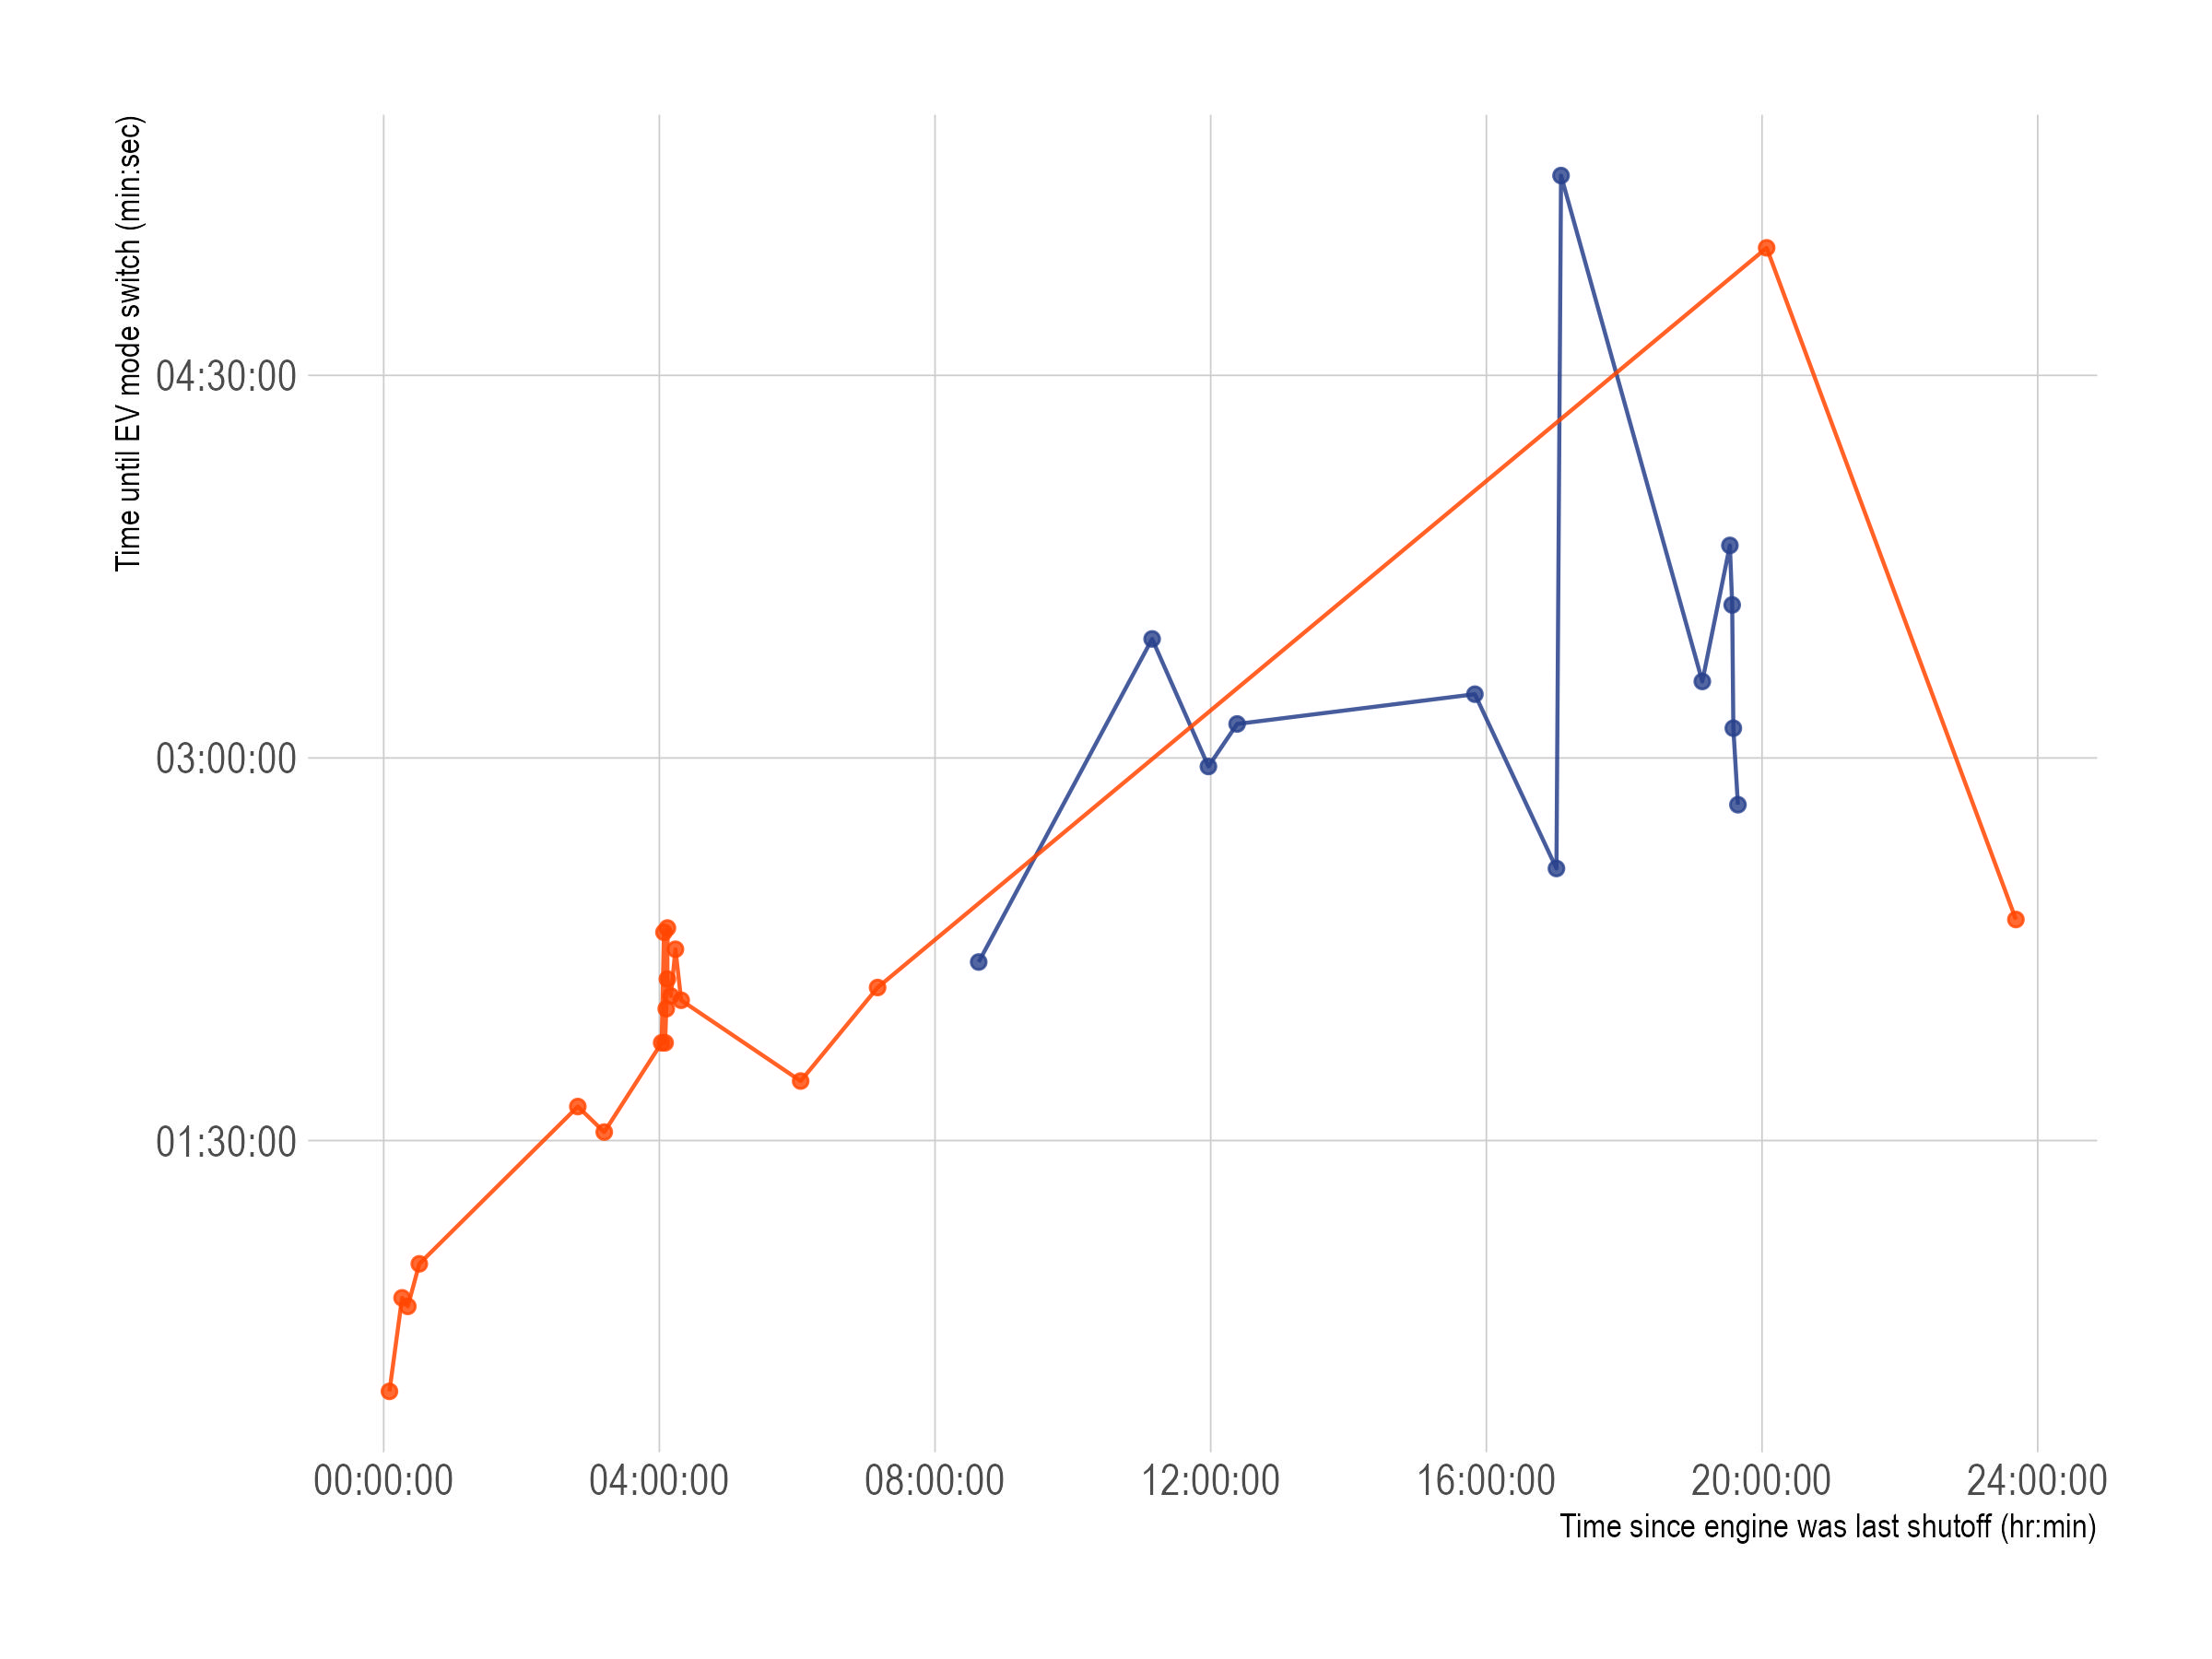 Time until EV mode switch (min:sec)
04:30:00
03:00:00
01:30:00
00:00:00 04:00:00 08:00:00 12:00:00 16:00:00 20:00:00 24:00:00
Time since engine was last shutoff (hr:min)